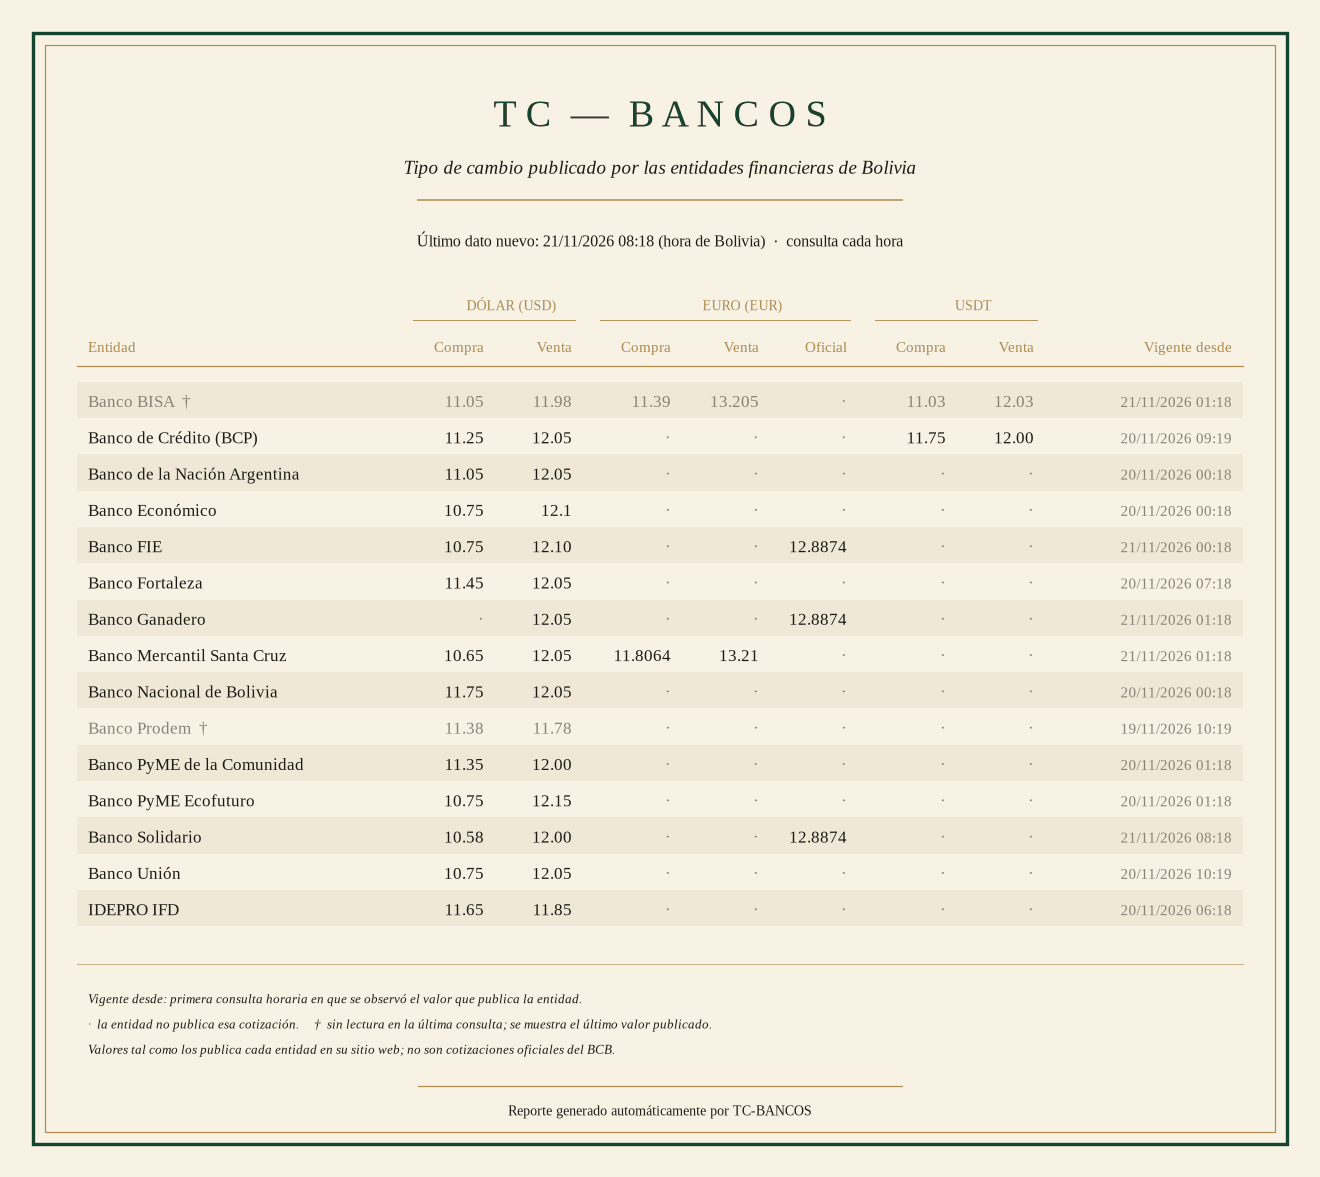 TC — BANCOS
Tipo de cambio publicado por las entidades financieras de Bolivia
Último dato nuevo: 21/11/2026 08:18 (hora de Bolivia) · consulta cada hora
DÓLAR (USD) EURO (EUR) USDT
Entidad Compra Venta Compra Venta Oficial Compra Venta Vigente desde
Banco BISA † 11.05 11.98 11.39 13.205 · 11.03 12.03 21/11/2026 01:18
Banco de Crédito (BCP) 11.25 12.05 · · · 11.75 12.00 20/11/2026 09:19
Banco de la Nación Argentina 11.05 12.05 · · · · · 20/11/2026 00:18
Banco Económico 10.75 12.1 · · · · · 20/11/2026 00:18
Banco FIE 10.75 12.10 · · 12.8874 · · 21/11/2026 00:18
Banco Fortaleza 11.45 12.05 · · · · · 20/11/2026 07:18
Banco Ganadero · 12.05 · · 12.8874 · · 21/11/2026 01:18
Banco Mercantil Santa Cruz 10.65 12.05 11.8064 13.21 · · · 21/11/2026 01:18
Banco Nacional de Bolivia 11.75 12.05 · · · · · 20/11/2026 00:18
Banco Prodem † 11.38 11.78 · · · · · 19/11/2026 10:19
Banco PyME de la Comunidad 11.35 12.00 · · · · · 20/11/2026 01:18
Banco PyME Ecofuturo 10.75 12.15 · · · · · 20/11/2026 01:18
Banco Solidario 10.58 12.00 · · 12.8874 · · 21/11/2026 08:18
Banco Unión 10.75 12.05 · · · · · 20/11/2026 10:19
IDEPRO IFD 11.65 11.85 · · · · · 20/11/2026 06:18
Vigente desde: primera consulta horaria en que se observó el valor que publica la entidad.
· la entidad no publica esa cotización. † sin lectura en la última consulta; se muestra el último valor publicado.
Valores tal como los publica cada entidad en su sitio web; no son cotizaciones oficiales del BCB.
Reporte generado automáticamente por TC-BANCOS